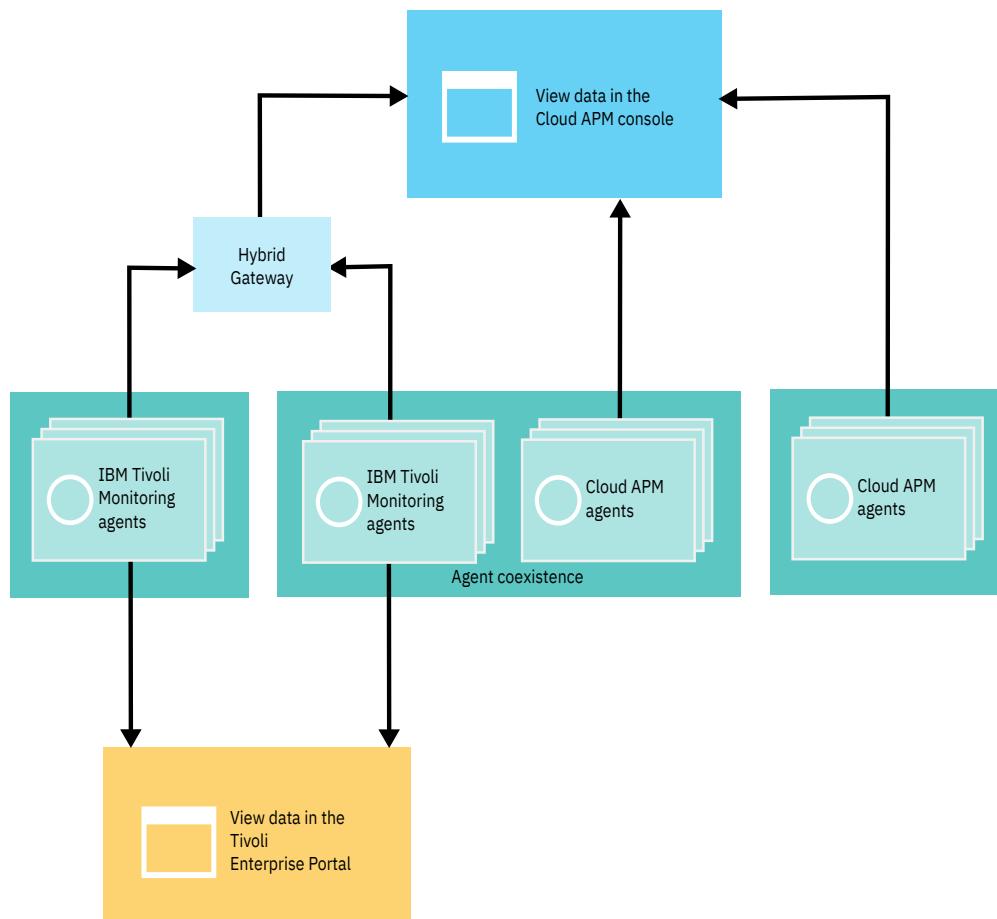 View data in the
Cloud APM console
Hybrid
Gateway
IBM Tivoli
Monitoring
agents
IBM Tivoli
Monitoring
agents
Cloud APM
agents
Cloud APM
agents
Agent coexistence
View data in the
Tivoli
Enterprise Portal